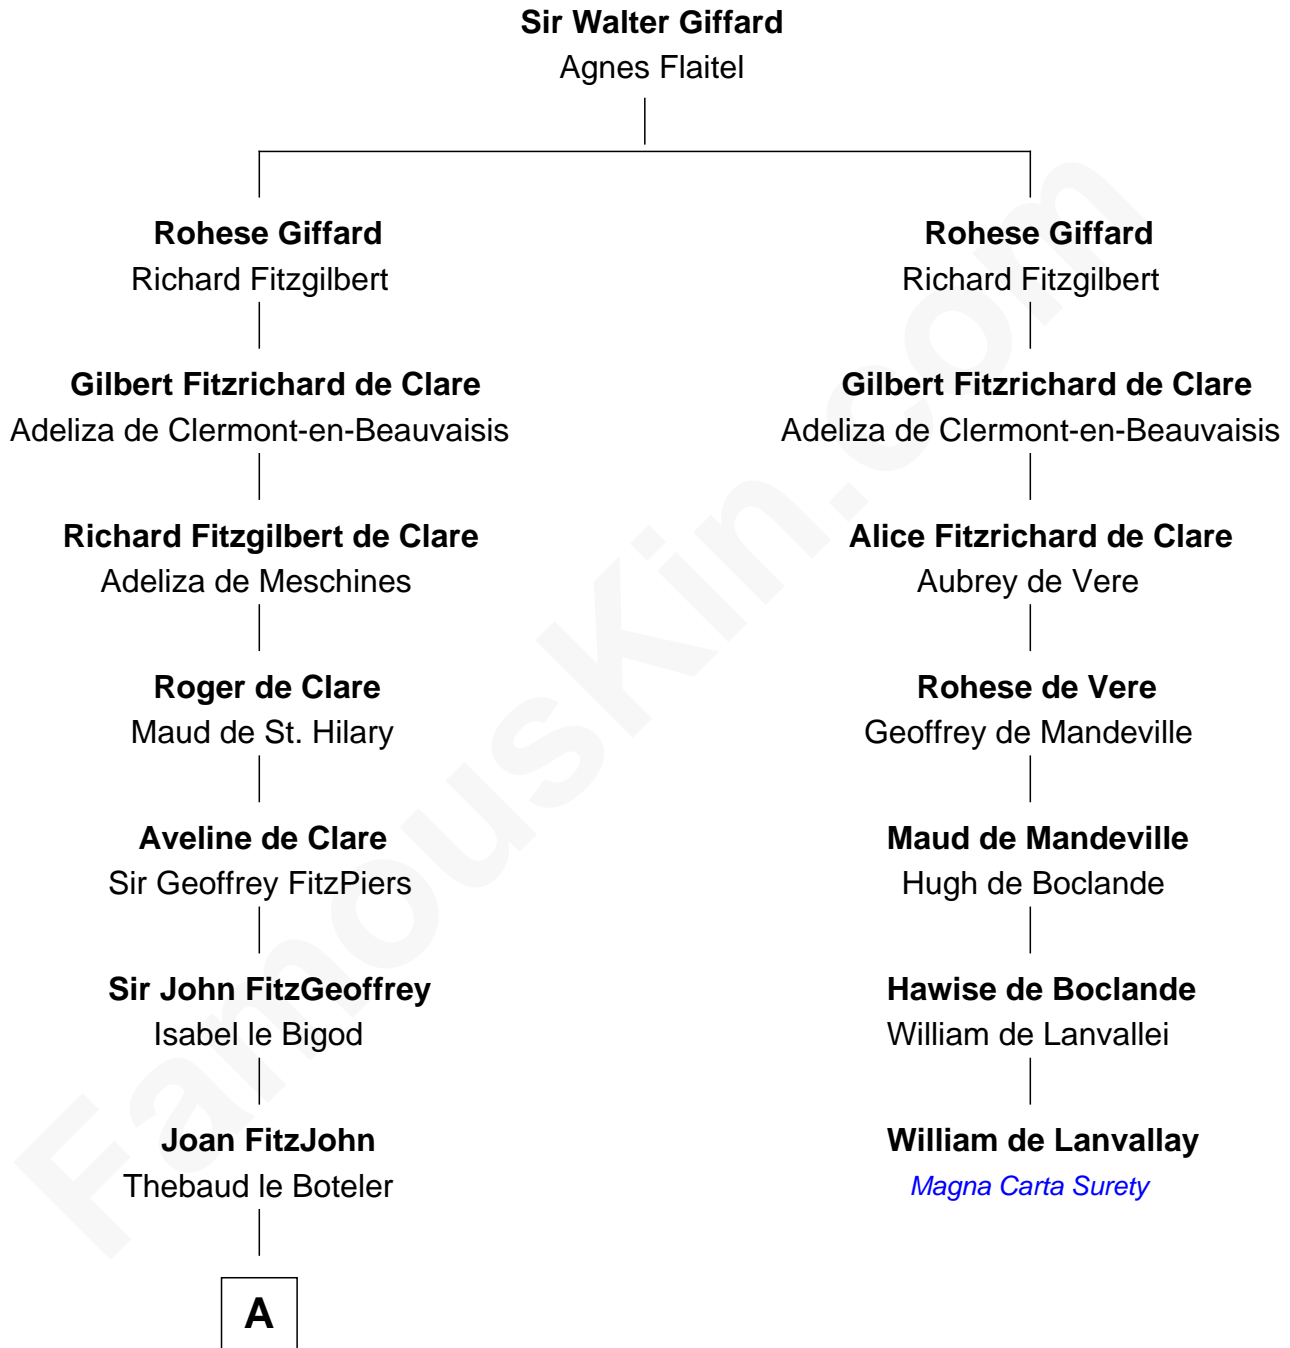 Sir Walter Giffard
Agnes Flaitel
Rohese Giffard
Richard Fitzgilbert
Gilbert Fitzrichard de Clare
Adeliza de Clermont-en-Beauvaisis
Richard Fitzgilbert de Clare
Adeliza de Meschines
Roger de Clare
Maud de St. Hilary
Aveline de Clare
Sir Geoffrey FitzPiers
Sir John FitzGeoffrey
Isabel le Bigod
Joan FitzJohn
Thebaud le Boteler
A
Rohese Giffard
Richard Fitzgilbert
Gilbert Fitzrichard de Clare
Adeliza de Clermont-en-Beauvaisis
Alice Fitzrichard de Clare
Aubrey de Vere
Rohese de Vere
Geoffrey de Mandeville
Maud de Mandeville
Hugh de Boclande
Hawise de Boclande
William de Lanvallei
William de Lanvallay
Magna Carta Surety
FamousKin.com